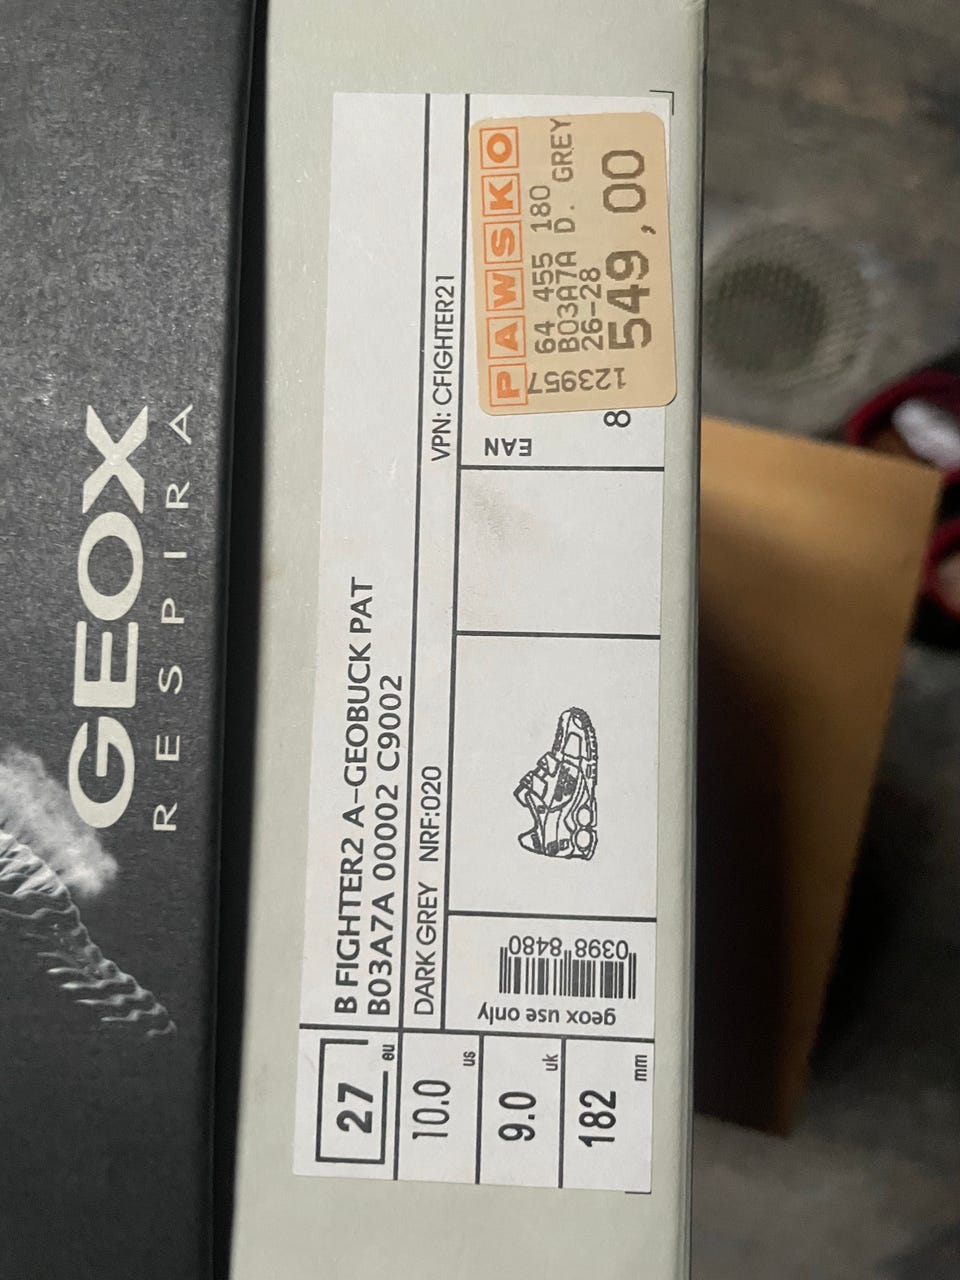 GEOX
RESPIRA
B FIGHTER2 A-GEOBUCK PAT
B03A7A 00002 C9002
DARK GREY NRF:020
VPN: CFIGHTER21
27 eu
10.0 us
9.0 uk
182 mm
geox use only
0398 8480
EAN
8
PAWSKO
64 455 180
B03A7A D. GREY
26-28
549,00
123957